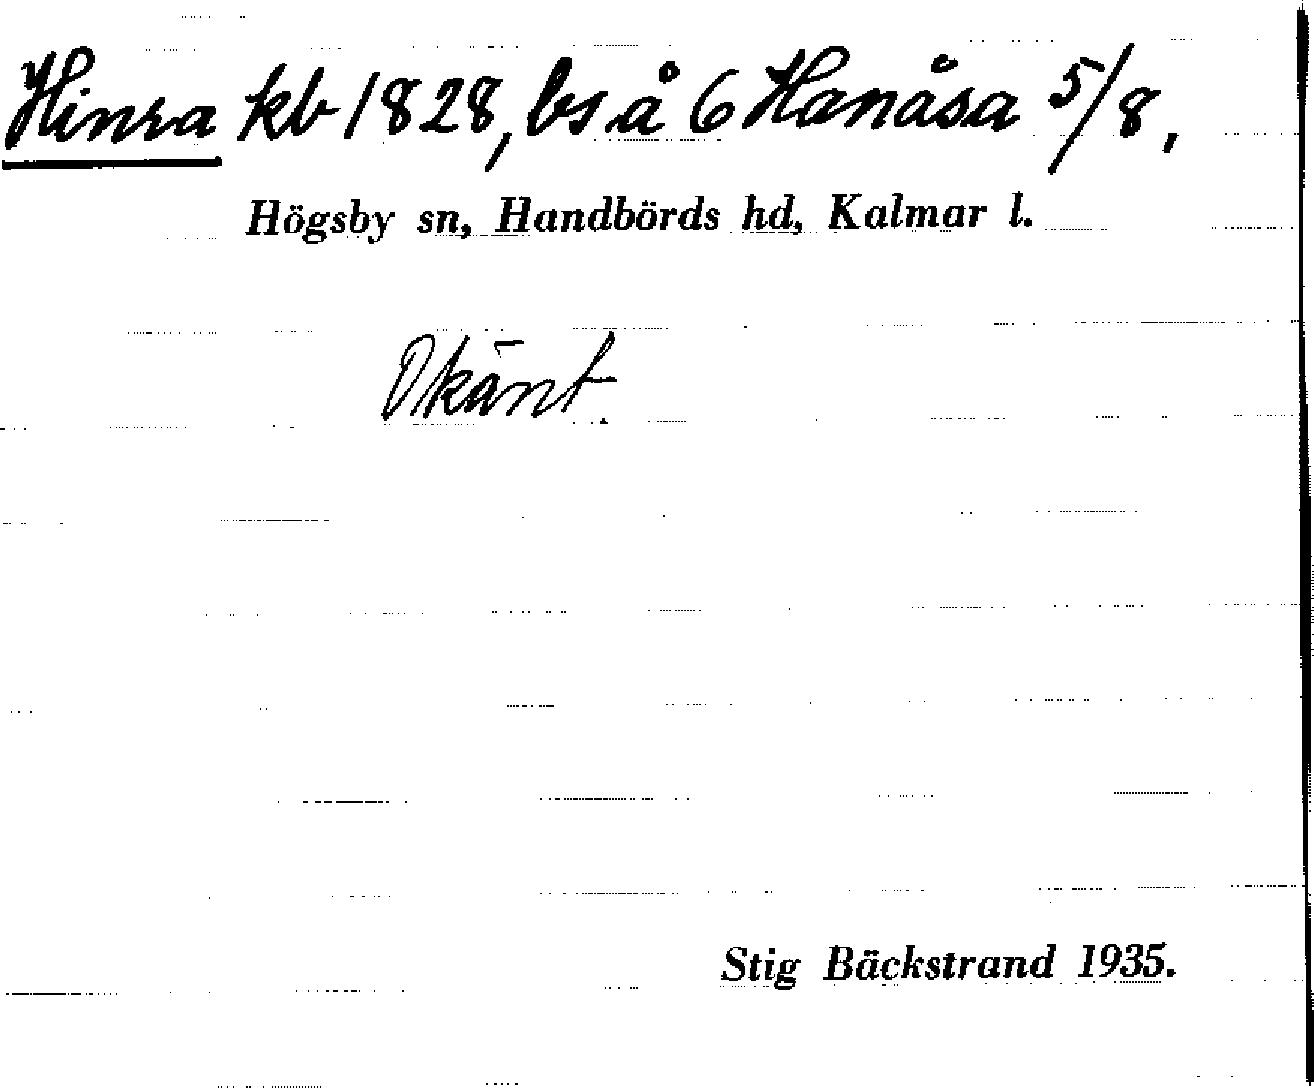 Hinsa kb 1828, bs å 6 Hanåsa 5/8,
Högsby sn, Handbörds hd, Kalmar l.
Okänt.
Stig Bäckstrand 1935.